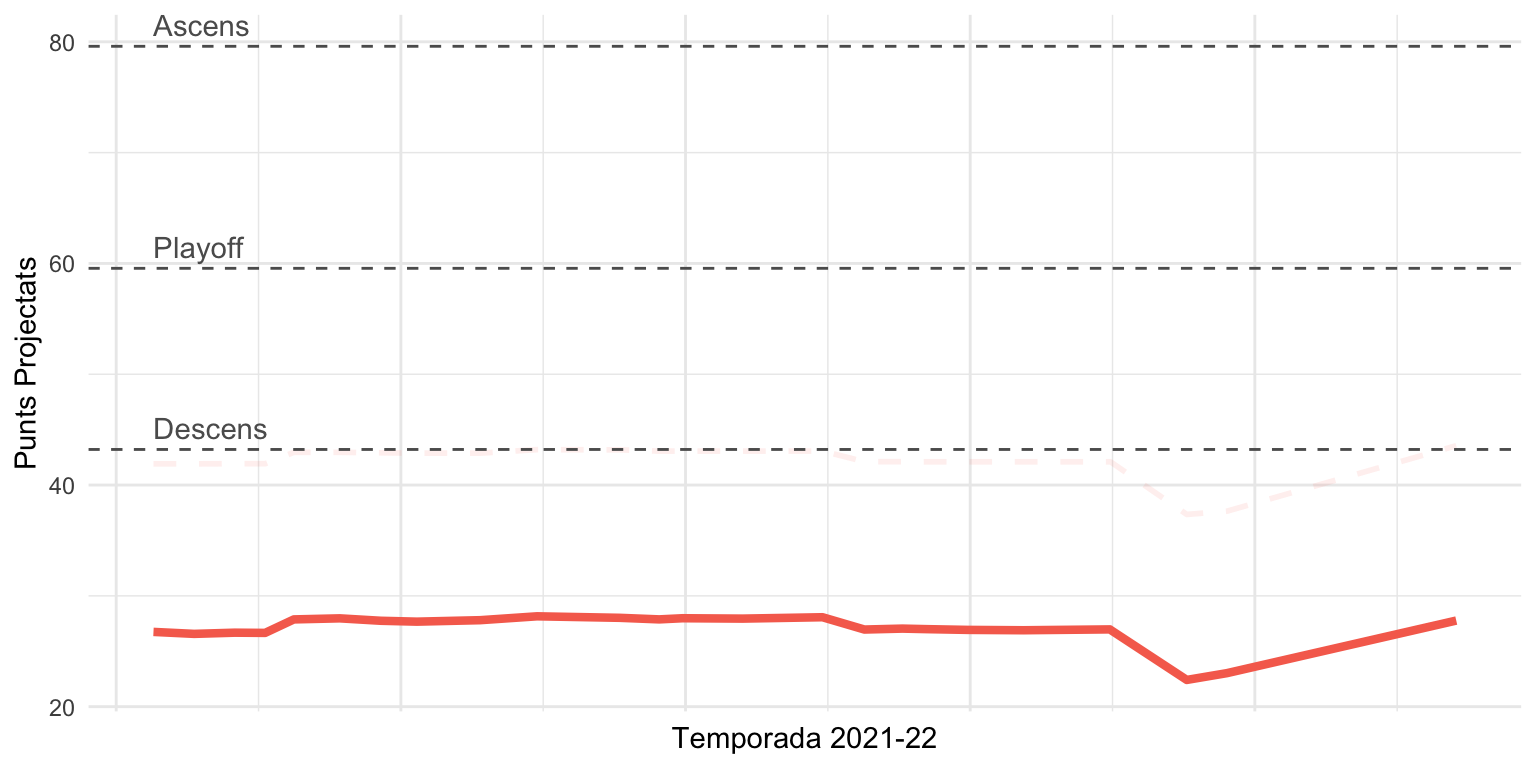 Ascens
80
Playoff
60
Punts Projectats
Descens
40
20
Temporada 2021-22